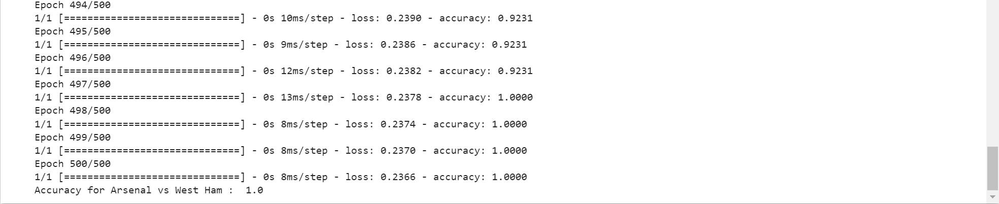 Epoch 494/500
1/1 [==============================] - 0s 10ms/step - loss: 0.2390 - accuracy: 0.9231
Epoch 495/500
1/1 [==============================] - 0s 9ms/step - loss: 0.2386 - accuracy: 0.9231
Epoch 496/500
1/1 [==============================] - 0s 12ms/step - loss: 0.2382 - accuracy: 0.9231
Epoch 497/500
1/1 [==============================] - 0s 13ms/step - loss: 0.2378 - accuracy: 1.0000
Epoch 498/500
1/1 [==============================] - 0s 8ms/step - loss: 0.2374 - accuracy: 1.0000
Epoch 499/500
1/1 [==============================] - 0s 8ms/step - loss: 0.2370 - accuracy: 1.0000
Epoch 500/500
1/1 [==============================] - 0s 8ms/step - loss: 0.2366 - accuracy: 1.0000
Accuracy for Arsenal vs West Ham :  1.0